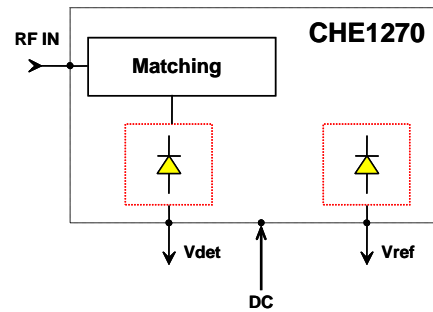 CHE1270
RF IN
Matching
Vdet
Vref
DC